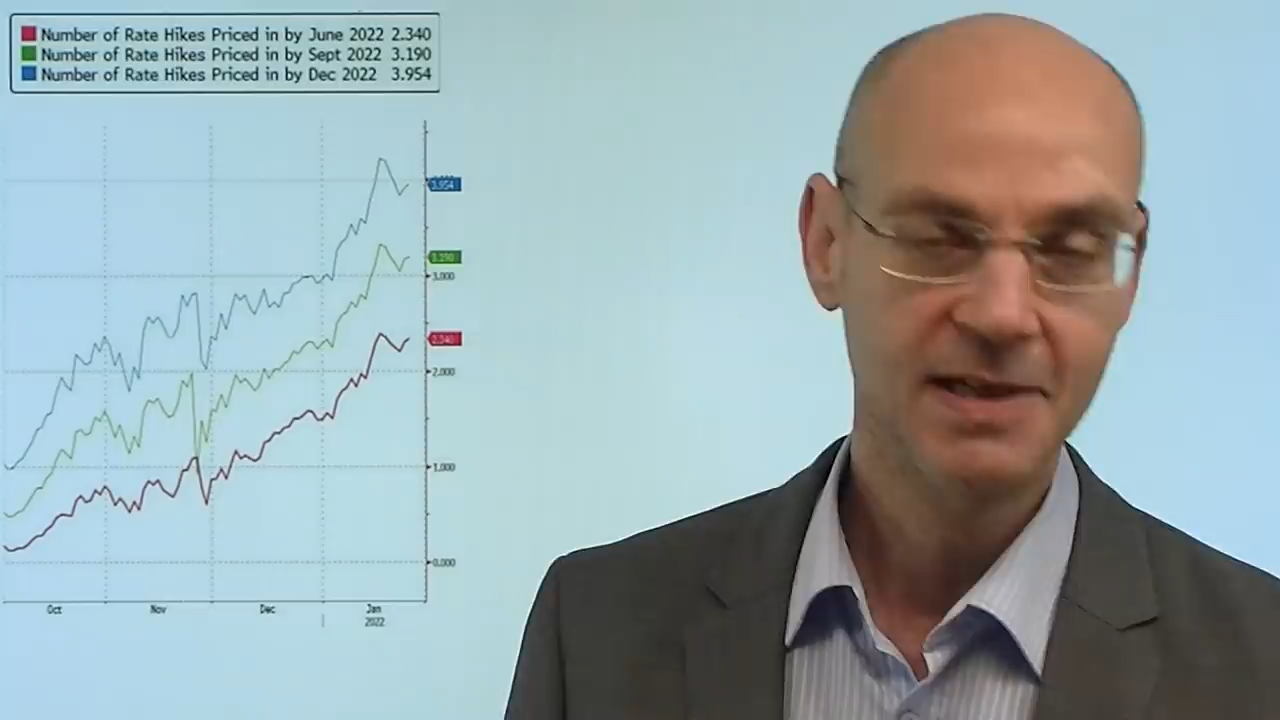 Number of Rate Hikes Priced in by June 2022 2.340
Number of Rate Hikes Priced in by Sept 2022 3.190
Number of Rate Hikes Priced in by Dec 2022 3.954
3.954
3.190
3.000
2.340
2.000
1.000
0.000
Oct Nov Dec Jan
2022